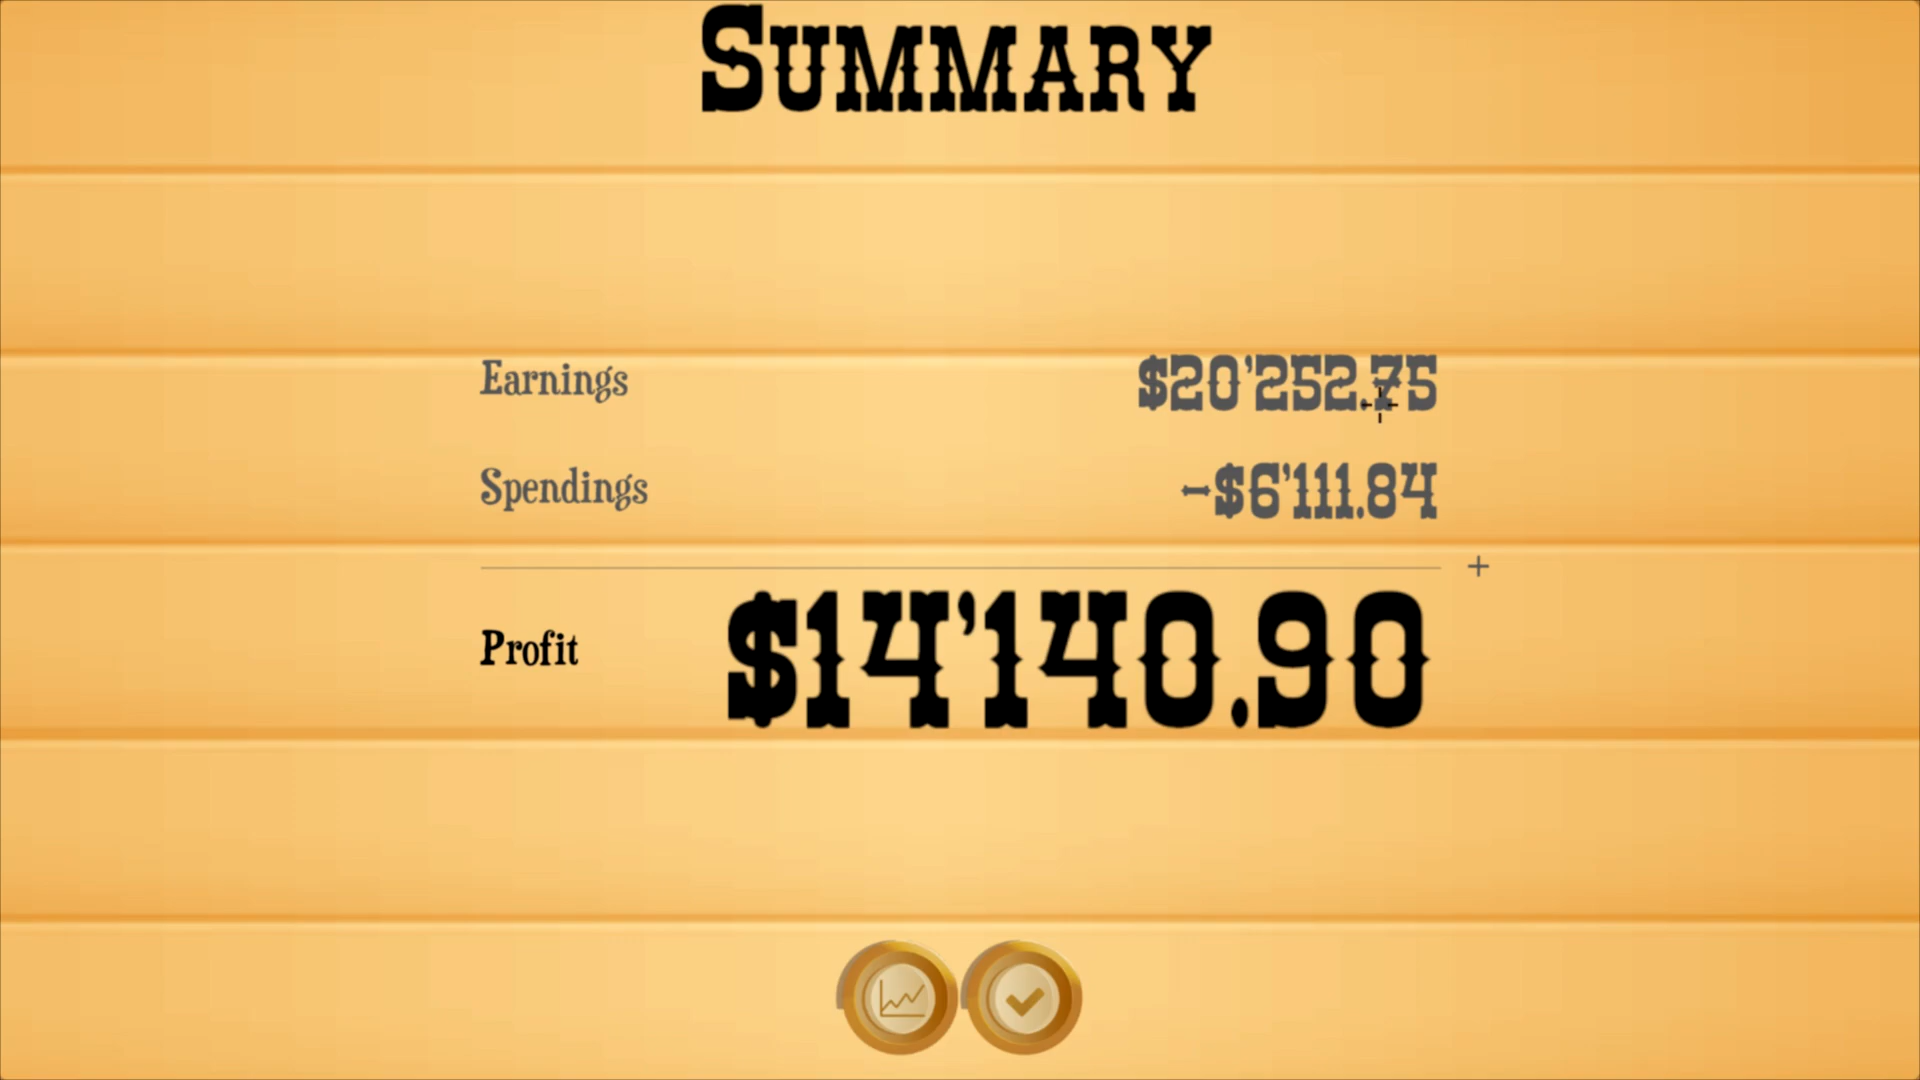 Summary
Earnings $20'252.75
Spendings -$6'111.84
+
Profit $14'140.90